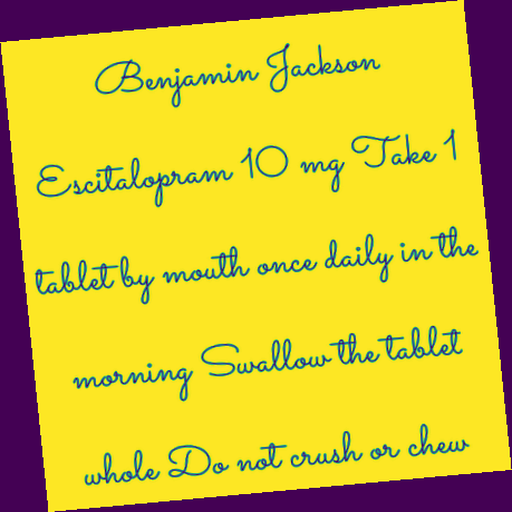 Benjamin Jackson
Escitalopram 10 mg Take 1
tablet by mouth once daily in the
morning Swallow the tablet
whole Do not crush or chew